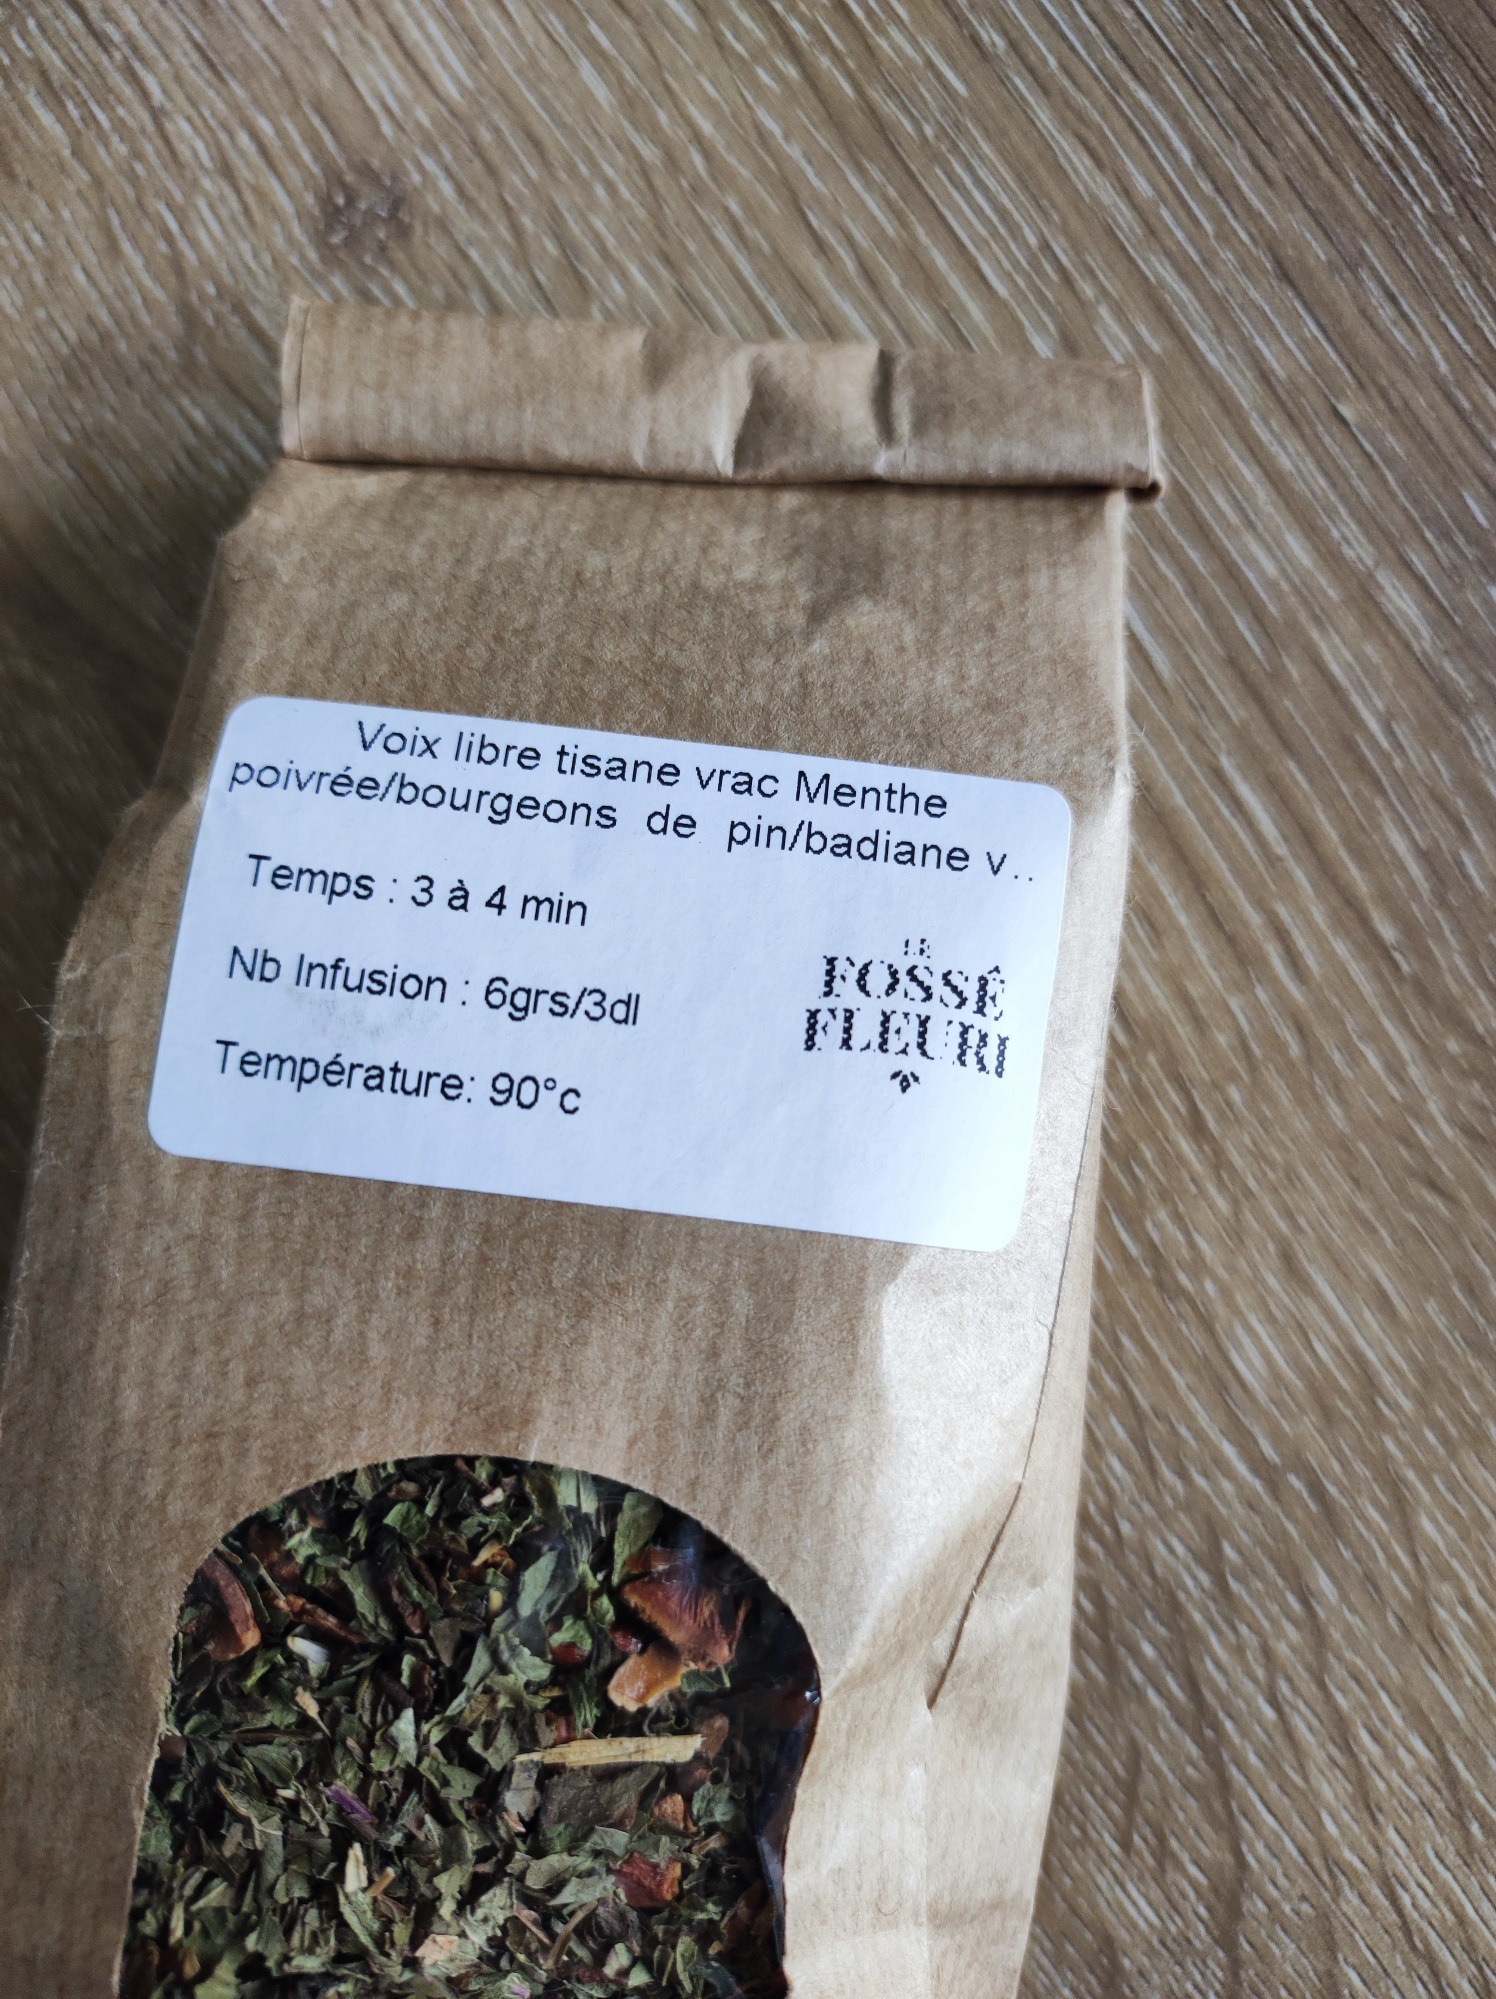 Voix libre tisane vrac Menthe
poivrée/bourgeons de pin/badiane v..
Temps : 3 à 4 min
Nb Infusion : 6grs/3dl
Température: 90°c
LE
FOSSÉ
FLEURI